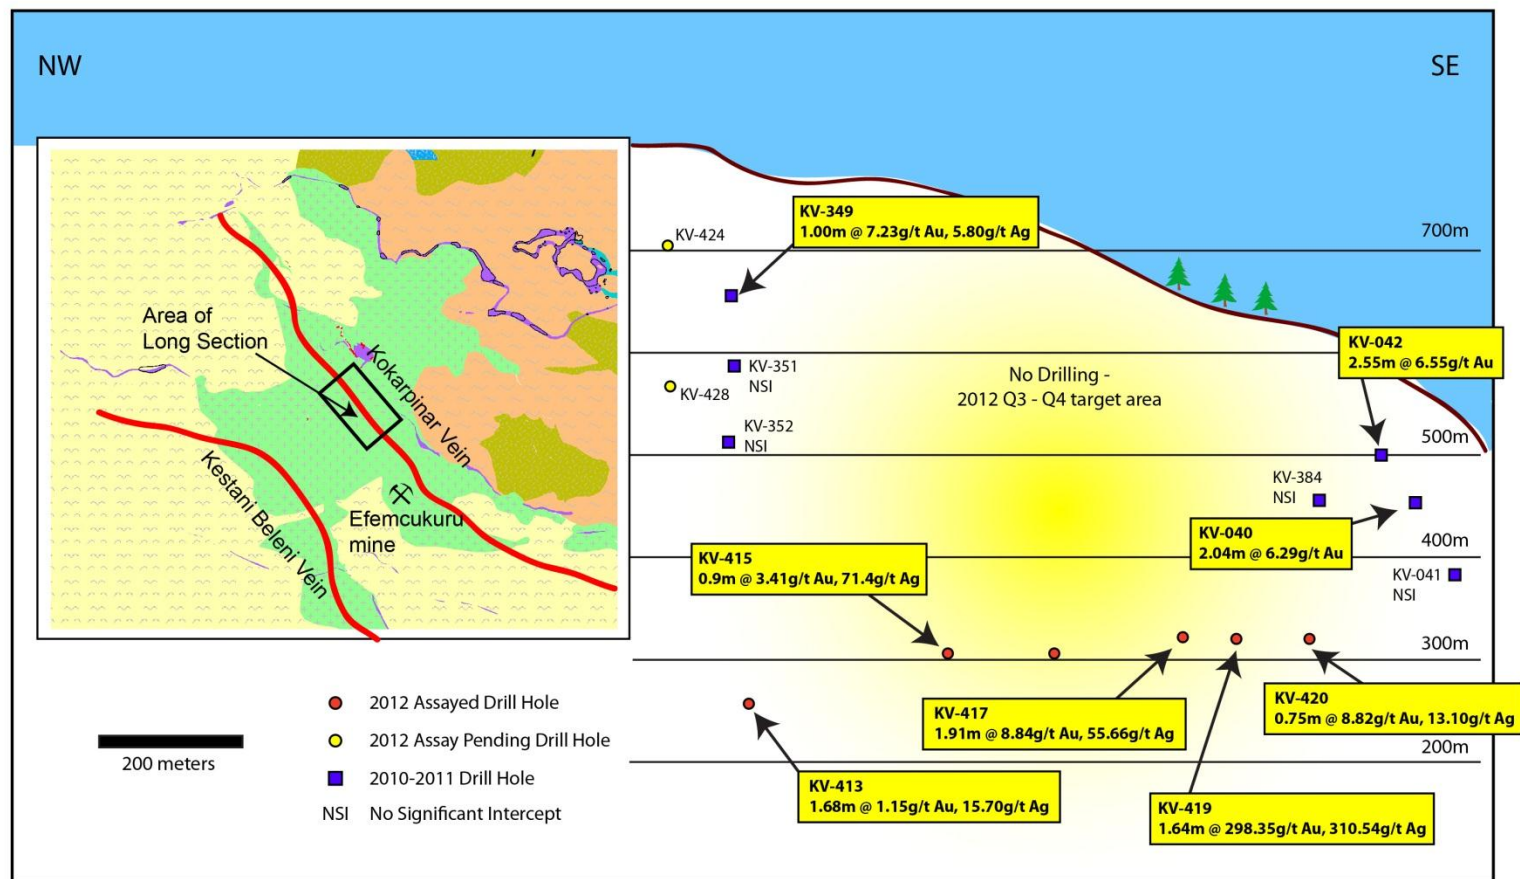 NW
SE
KV-349
1.00m @ 7.23g/t Au, 5.80g/t Ag
KV-424
700m
Area of
Long Section
Kokarpinar Vein
KV-042
2.55m @ 6.55g/t Au
KV-351
NSI
No Drilling -
2012 Q3 - Q4 target area
KV-428
KV-352
NSI
500m
Kestani Beleni Vein
Efemcukuru
mine
KV-384
NSI
KV-040
2.04m @ 6.29g/t Au
400m
KV-415
0.9m @ 3.41g/t Au, 71.4g/t Ag
KV-041
NSI
300m
KV-417
1.91m @ 8.84g/t Au, 55.66g/t Ag
KV-420
0.75m @ 8.82g/t Au, 13.10g/t Ag
200m
KV-413
1.68m @ 1.15g/t Au, 15.70g/t Ag
KV-419
1.64m @ 298.35g/t Au, 310.54g/t Ag
2012 Assayed Drill Hole
2012 Assay Pending Drill Hole
2010-2011 Drill Hole
NSI No Significant Intercept
200 meters